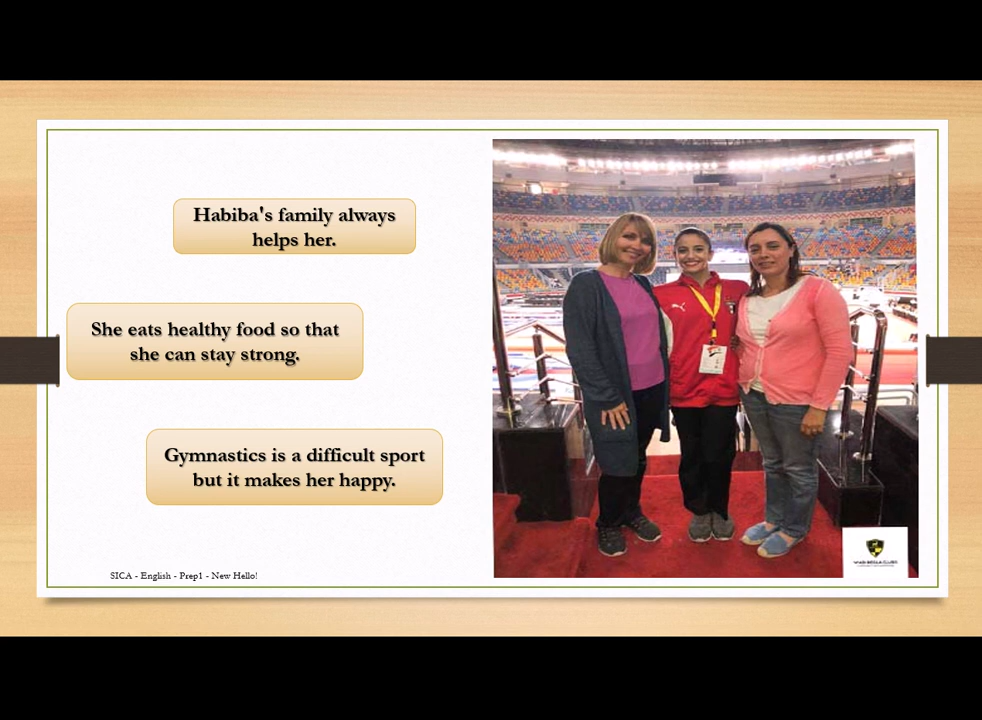 Habiba's family always
helps her.
She eats healthy food so that
she can stay strong.
Gymnastics is a difficult sport
but it makes her happy.
SICA - English - Prep1 - New Hello!